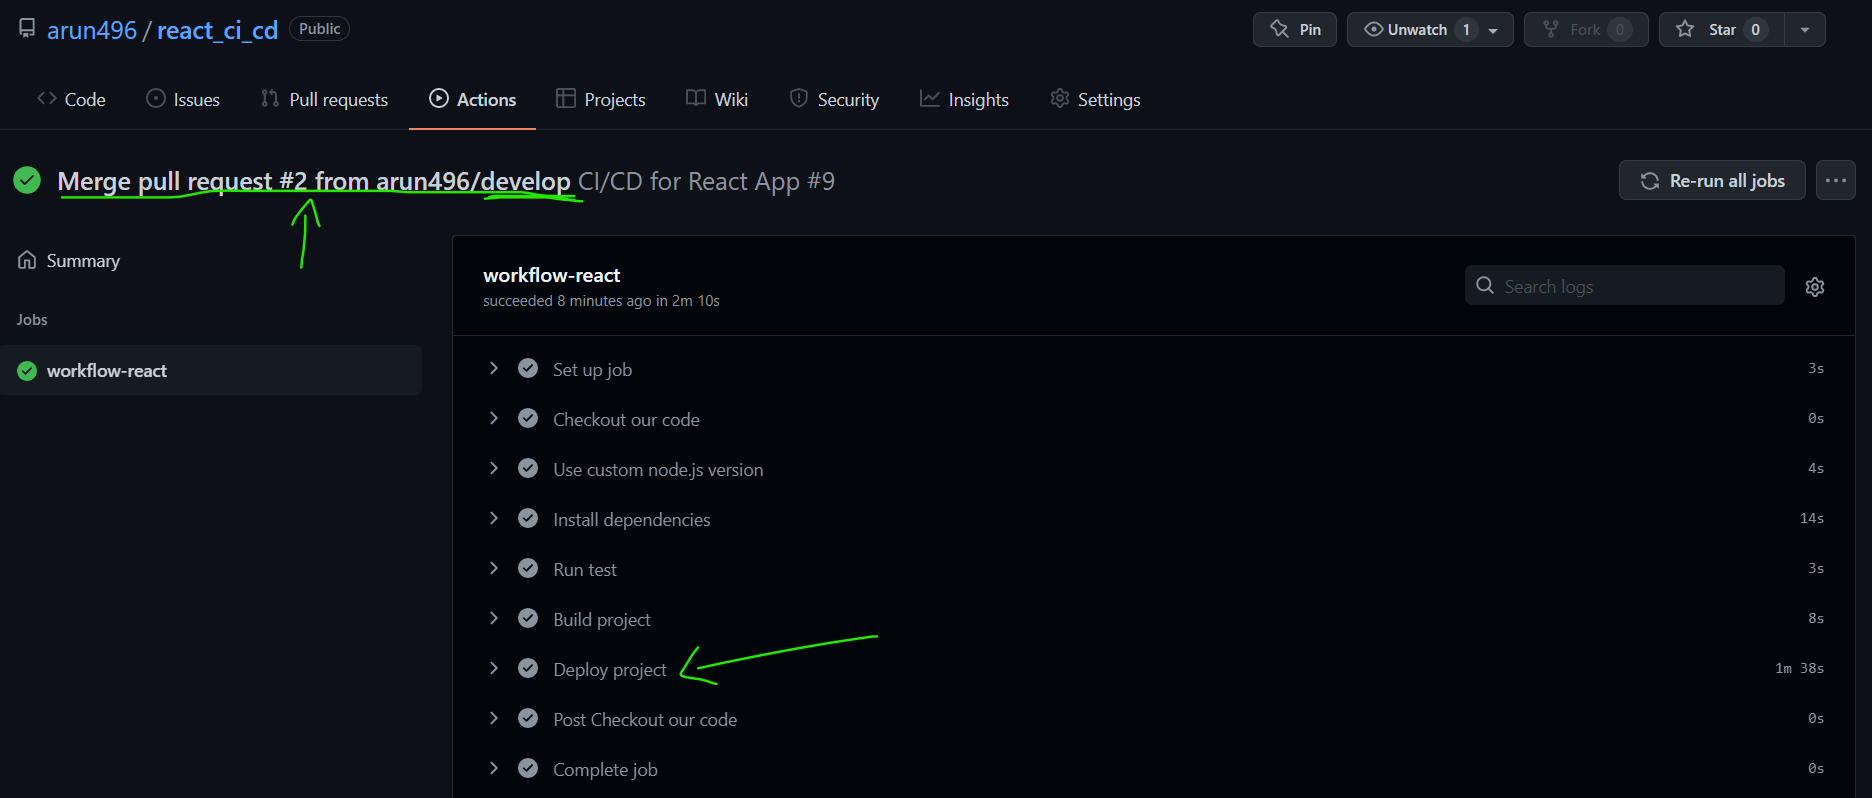 arun496 / react_ci_cd Public Pin Unwatch 1 Fork 0 Star 0
Code Issues Pull requests Actions Projects Wiki Security Insights Settings
Merge pull request #2 from arun496/develop CI/CD for React App #9 Re-run all jobs ...
Summary
Jobs
workflow-react
workflow-react
succeeded 8 minutes ago in 2m 10s
Search logs
Set up job 3s
Checkout our code 0s
Use custom node.js version 4s
Install dependencies 14s
Run test 3s
Build project 8s
Deploy project 1m 38s
Post Checkout our code 0s
Complete job 0s